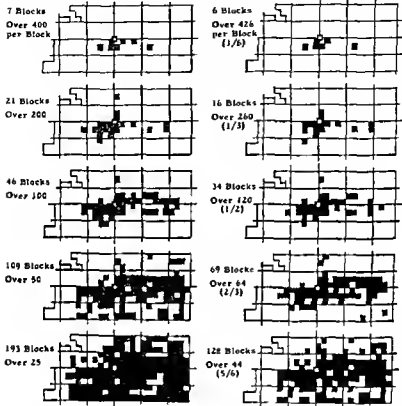 7 Blocks
Over 400
per Block
6 Blocks
Over 426
per Block
(1/6)
21 Blocks
Over 200
16 Blocks
Over 260
(1/3)
46 Blocks
Over 100
34 Blocks
Over 120
(1/2)
109 Blocks
Over 50
69 Blocks
Over 64
(2/3)
193 Blocks
Over 25
128 Blocks
Over 44
(5/6)